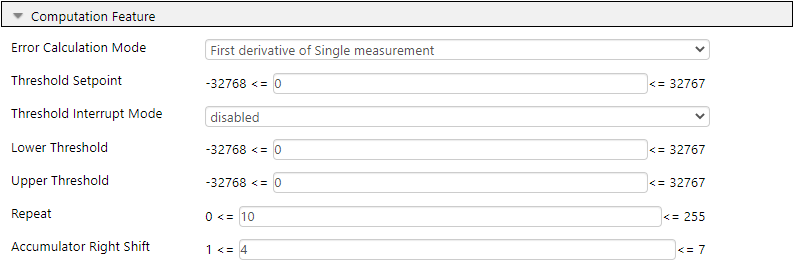 Computation Feature
Error Calculation Mode First derivative of Single measurement
Threshold Setpoint -32768 <= 0 <= 32767
Threshold Interrupt Mode disabled
Lower Threshold -32768 <= 0 <= 32767
Upper Threshold -32768 <= 0 <= 32767
Repeat 0 <= 10 <= 255
Accumulator Right Shift 1 <= 4 <= 7